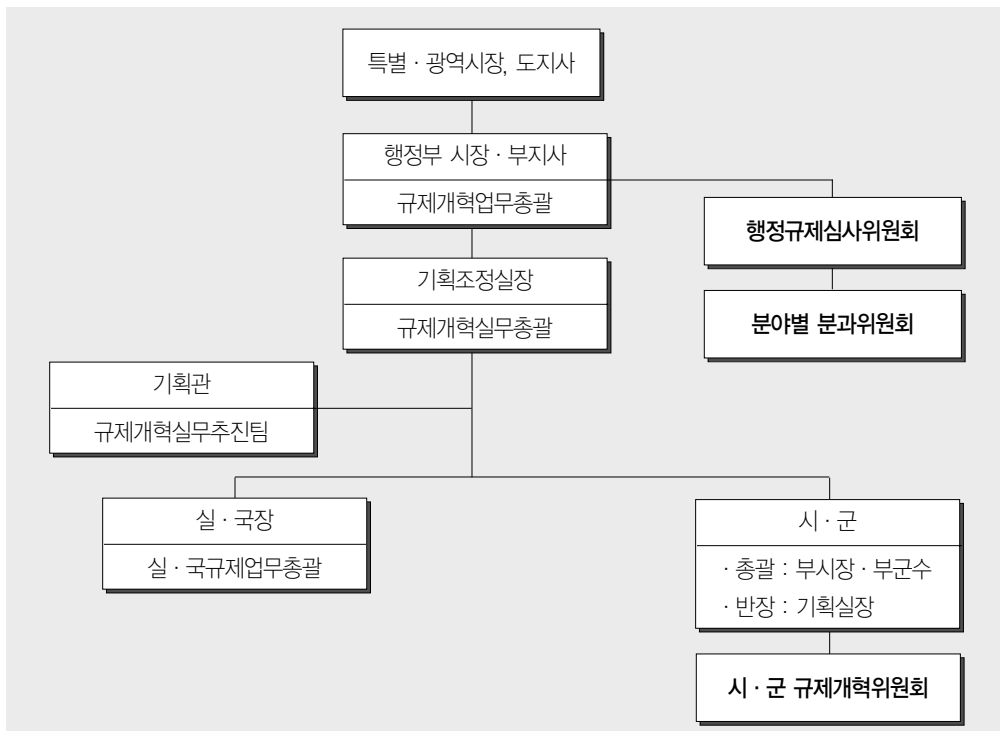 특별 · 광역시장, 도지사
행정부 시장 · 부지사
규제개혁업무총괄
행정규제심사위원회
기획조정실장
규제개혁실무총괄
분야별 분과위원회
기획관
규제개혁실무추진팀
실 · 국장
실 · 국규제업무총괄
시 · 군
· 총괄 : 부시장 · 부군수
· 반장 : 기획실장
시 · 군 규제개혁위원회